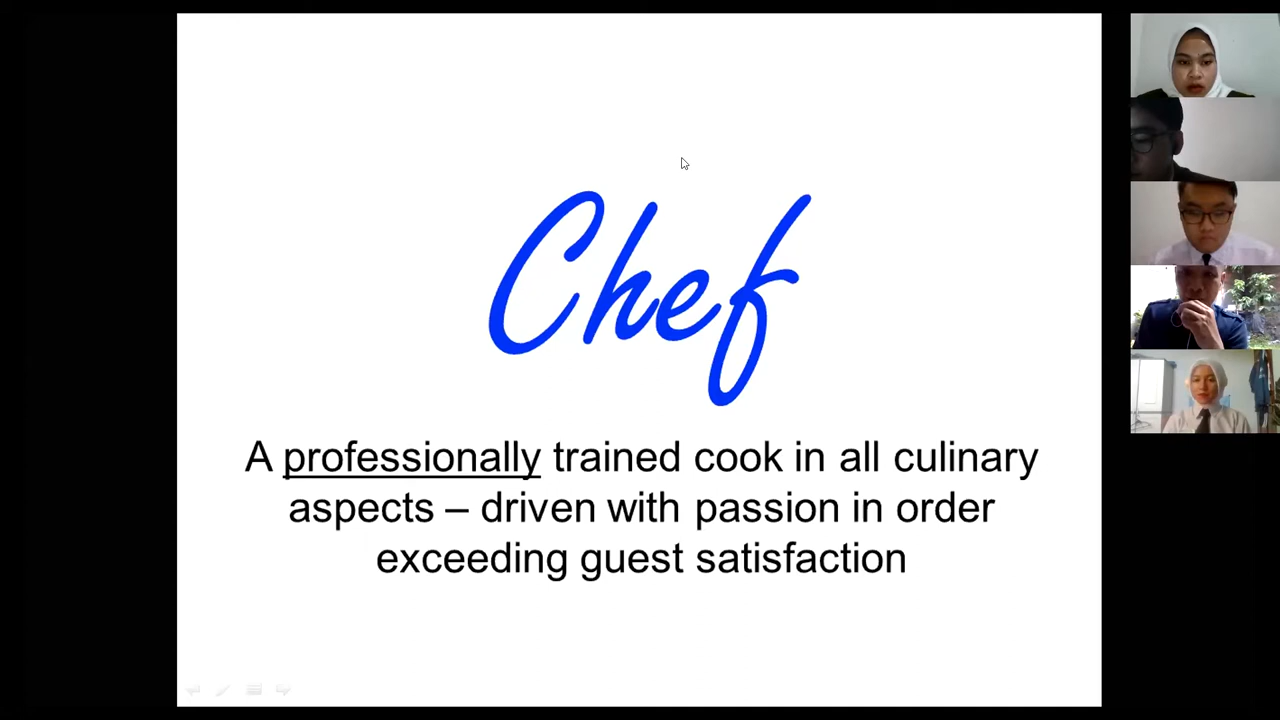 Chef
A professionally trained cook in all culinary
aspects – driven with passion in order
exceeding guest satisfaction